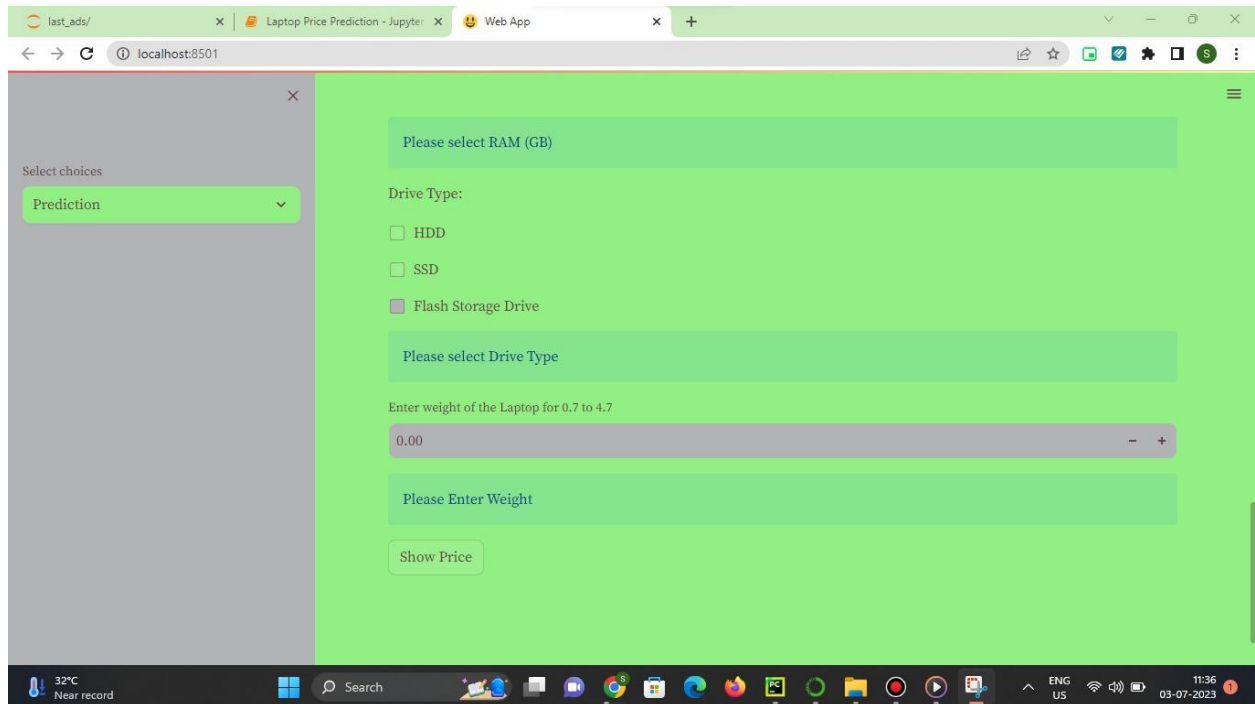 last_ads/
Laptop Price Prediction - Jupyter
Web App
localhost:8501
S
Select choices
Prediction
Please select RAM (GB)
Drive Type:
HDD
SSD
Flash Storage Drive
Please select Drive Type
Enter weight of the Laptop for 0.7 to 4.7
0.00
Please Enter Weight
Show Price
32°C
Near record
Search
S
PC
ENG
US
11:36
03-07-2023
1